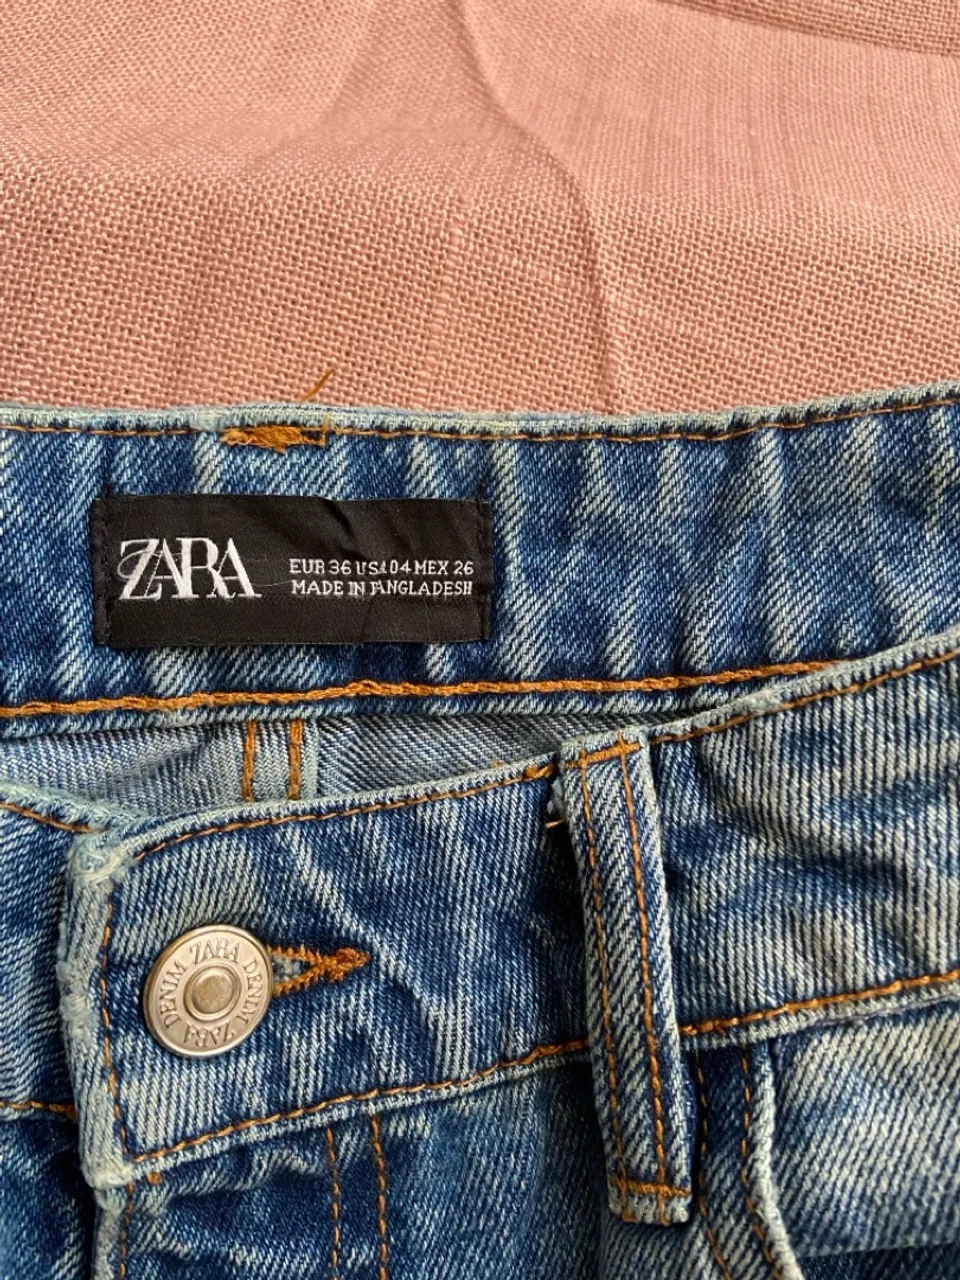 ZARA
EUR 36 USA 04 MEX 26
MADE IN BANGLADESH
ZARA DENIM ZARA DENIM